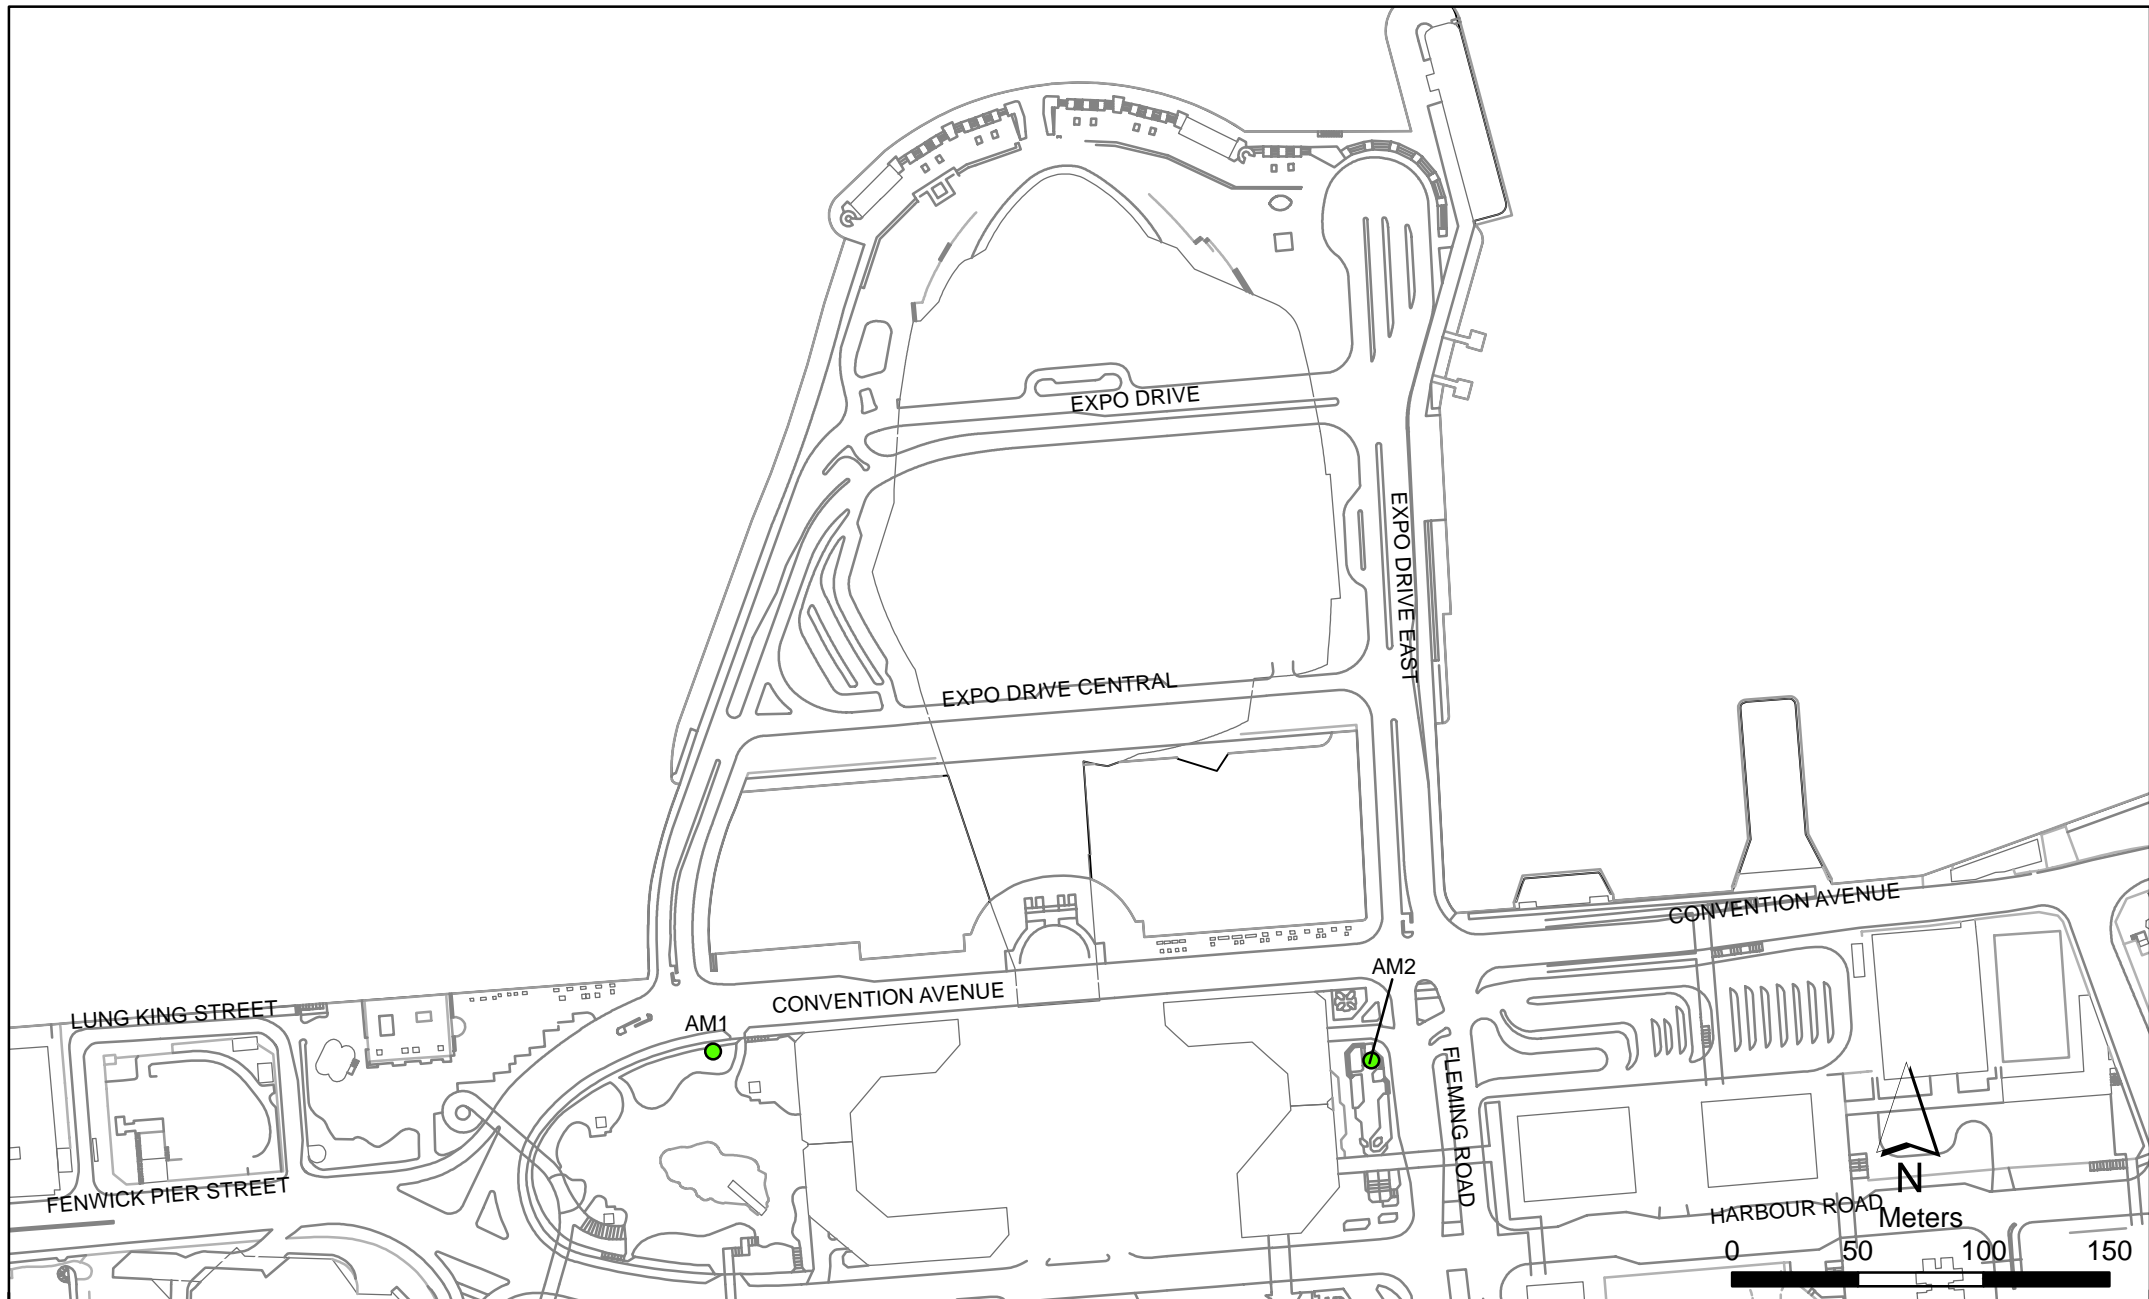 EXPO DRIVE
EXPO DRIVE EAST
EXPO DRIVE CENTRAL
CONVENTION AVENUE
AM2
CONVENTION AVENUE
LUNG KING STREET
AM1
FLEMING ROAD
FENWICK PIER STREET
HARBOUR ROAD
N
Meters
0 50 100 150